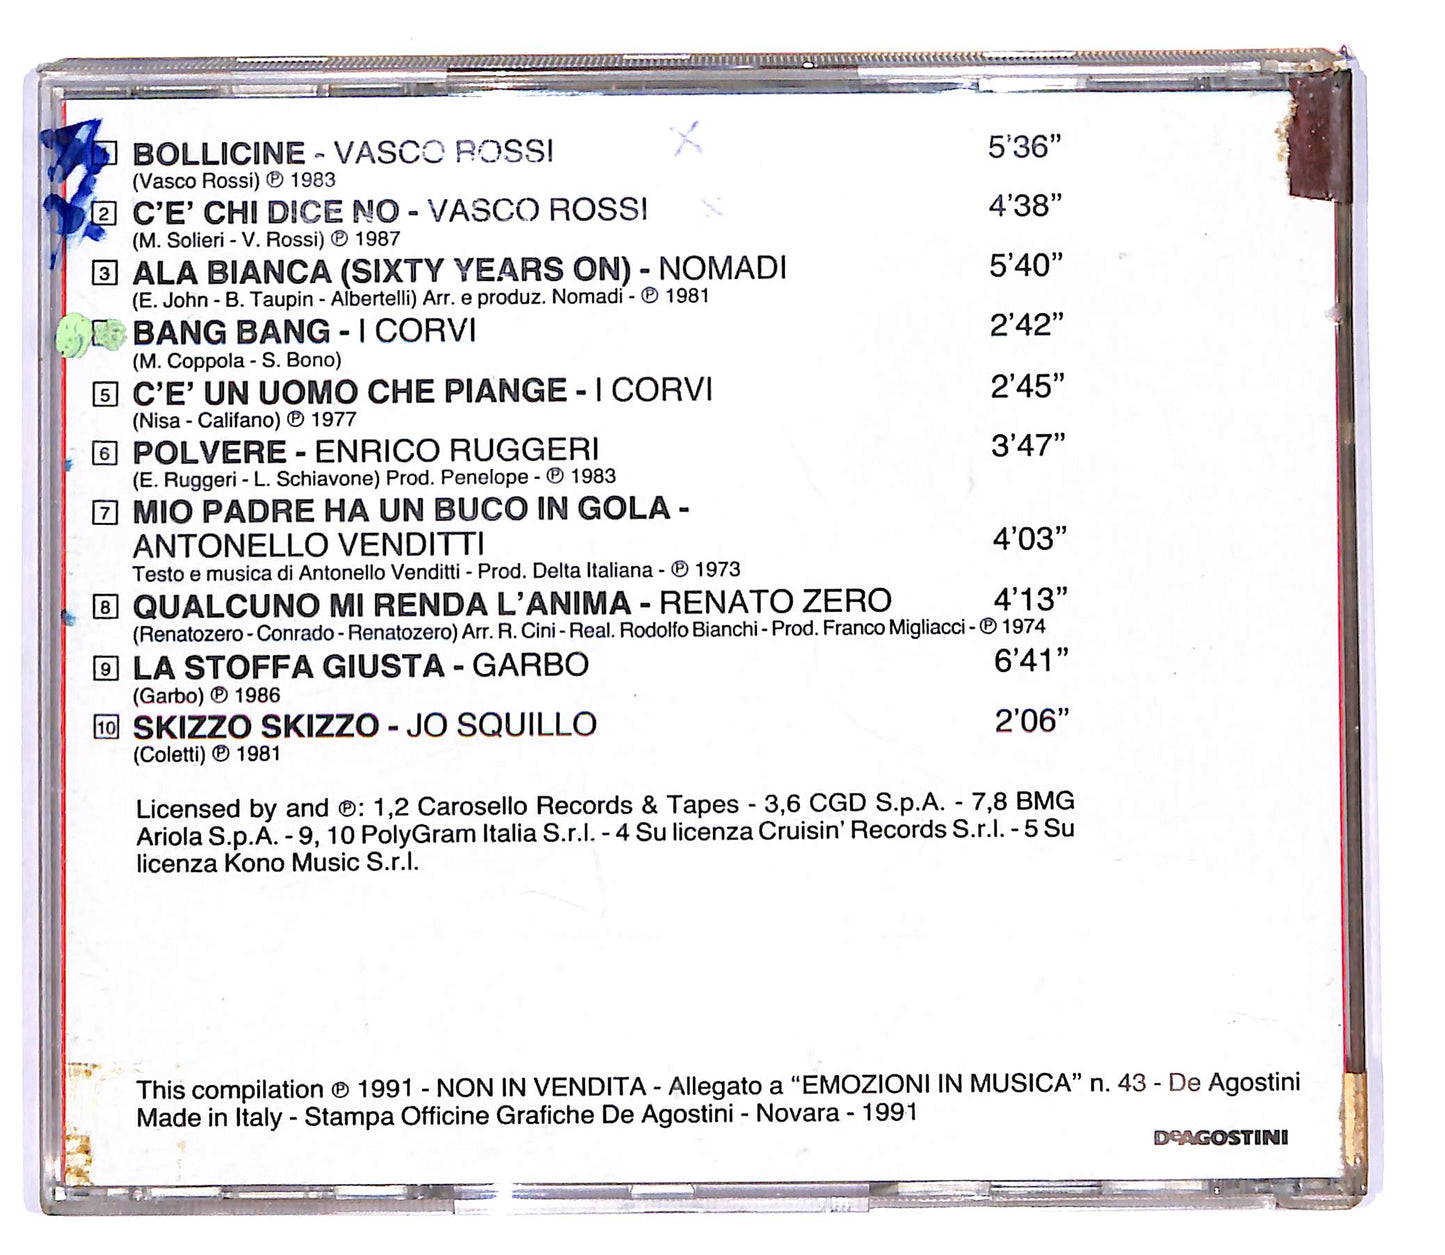 1 BOLLICINE - VASCO ROSSI 5'36”
(Vasco Rossi) ℗ 1983
2 C'E' CHI DICE NO - VASCO ROSSI 4'38”
(M. Solieri - V. Rossi) ℗ 1987
3 ALA BIANCA (SIXTY YEARS ON) - NOMADI 5'40”
(E. John - B. Taupin - Albertelli) Arr. e produz. Nomadi - ℗ 1981
BANG BANG - I CORVI 2'42”
(M. Coppola - S. Bono)
5 C'E' UN UOMO CHE PIANGE - I CORVI 2'45”
(Nisa - Califano) ℗ 1977
6 POLVERE - ENRICO RUGGERI 3'47”
(E. Ruggeri - L. Schiavone) Prod. Penelope - ℗ 1983
7 MIO PADRE HA UN BUCO IN GOLA -
ANTONELLO VENDITTI 4'03”
Testo e musica di Antonello Venditti - Prod. Delta Italiana - ℗ 1973
8 QUALCUNO MI RENDA L'ANIMA - RENATO ZERO 4'13”
(Renatozero - Conrado - Renatozero) Arr. R. Cini - Real. Rodolfo Bianchi - Prod. Franco Migliacci - ℗ 1974
9 LA STOFFA GIUSTA - GARBO 6'41”
(Garbo) ℗ 1986
10 SKIZZO SKIZZO - JO SQUILLO 2'06”
(Coletti) ℗ 1981
Licensed by and ℗: 1,2 Carosello Records & Tapes - 3,6 CGD S.p.A. - 7,8 BMG
Ariola S.p.A. - 9, 10 PolyGram Italia S.r.l. - 4 Su licenza Cruisin' Records S.r.l. - 5 Su
licenza Kono Music S.r.l.
This compilation ℗ 1991 - NON IN VENDITA - Allegato a “EMOZIONI IN MUSICA” n. 43 - De Agostini
Made in Italy - Stampa Officine Grafiche De Agostini - Novara - 1991
DeAGOSTINI